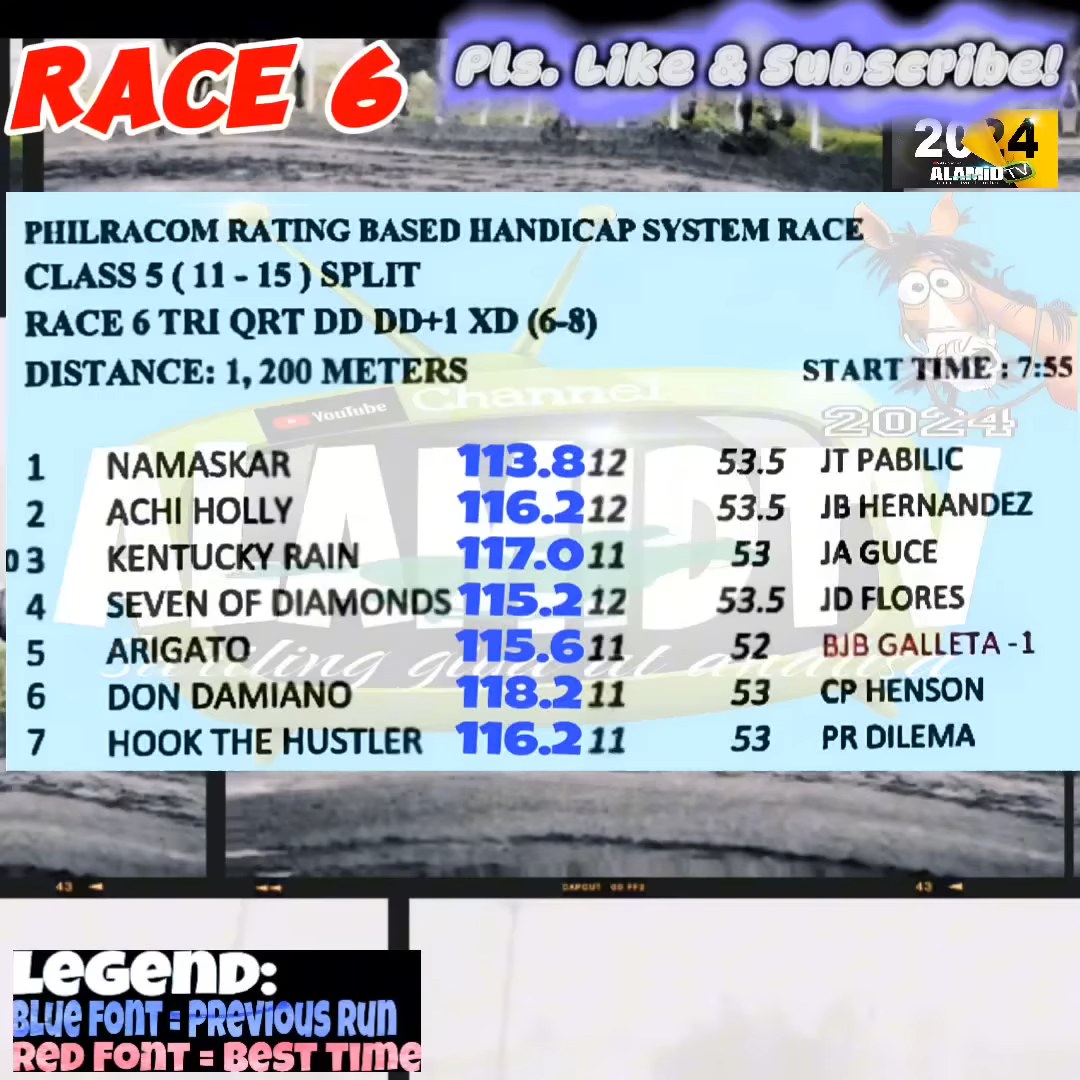 RACE 6
Pls. Like & Subscribe!
2024
ALAMID TV
PHILRACOM RATING BASED HANDICAP SYSTEM RACE
CLASS 5 ( 11 - 15 ) SPLIT
RACE 6 TRI QRT DD DD+1 XD (6-8)
DISTANCE: 1, 200 METERS START TIME : 7:55
YouTube Channel
2024
ALAMID TV
1 NAMASKAR 113.8 12 53.5 JT PABILIC
2 ACHI HOLLY 116.2 12 53.5 JB HERNANDEZ
3 KENTUCKY RAIN 117.0 11 53 JA GUCE
4 SEVEN OF DIAMONDS 115.2 12 53.5 JD FLORES
5 ARIGATO 115.6 11 52 BJB GALLETA -1
6 DON DAMIANO 118.2 11 53 CP HENSON
7 HOOK THE HUSTLER 116.2 11 53 PR DILEMA
43 CAPCUT 43
LEGEND:
BLUE FONT = PREVIOUS RUN
RED FONT = BEST TIME